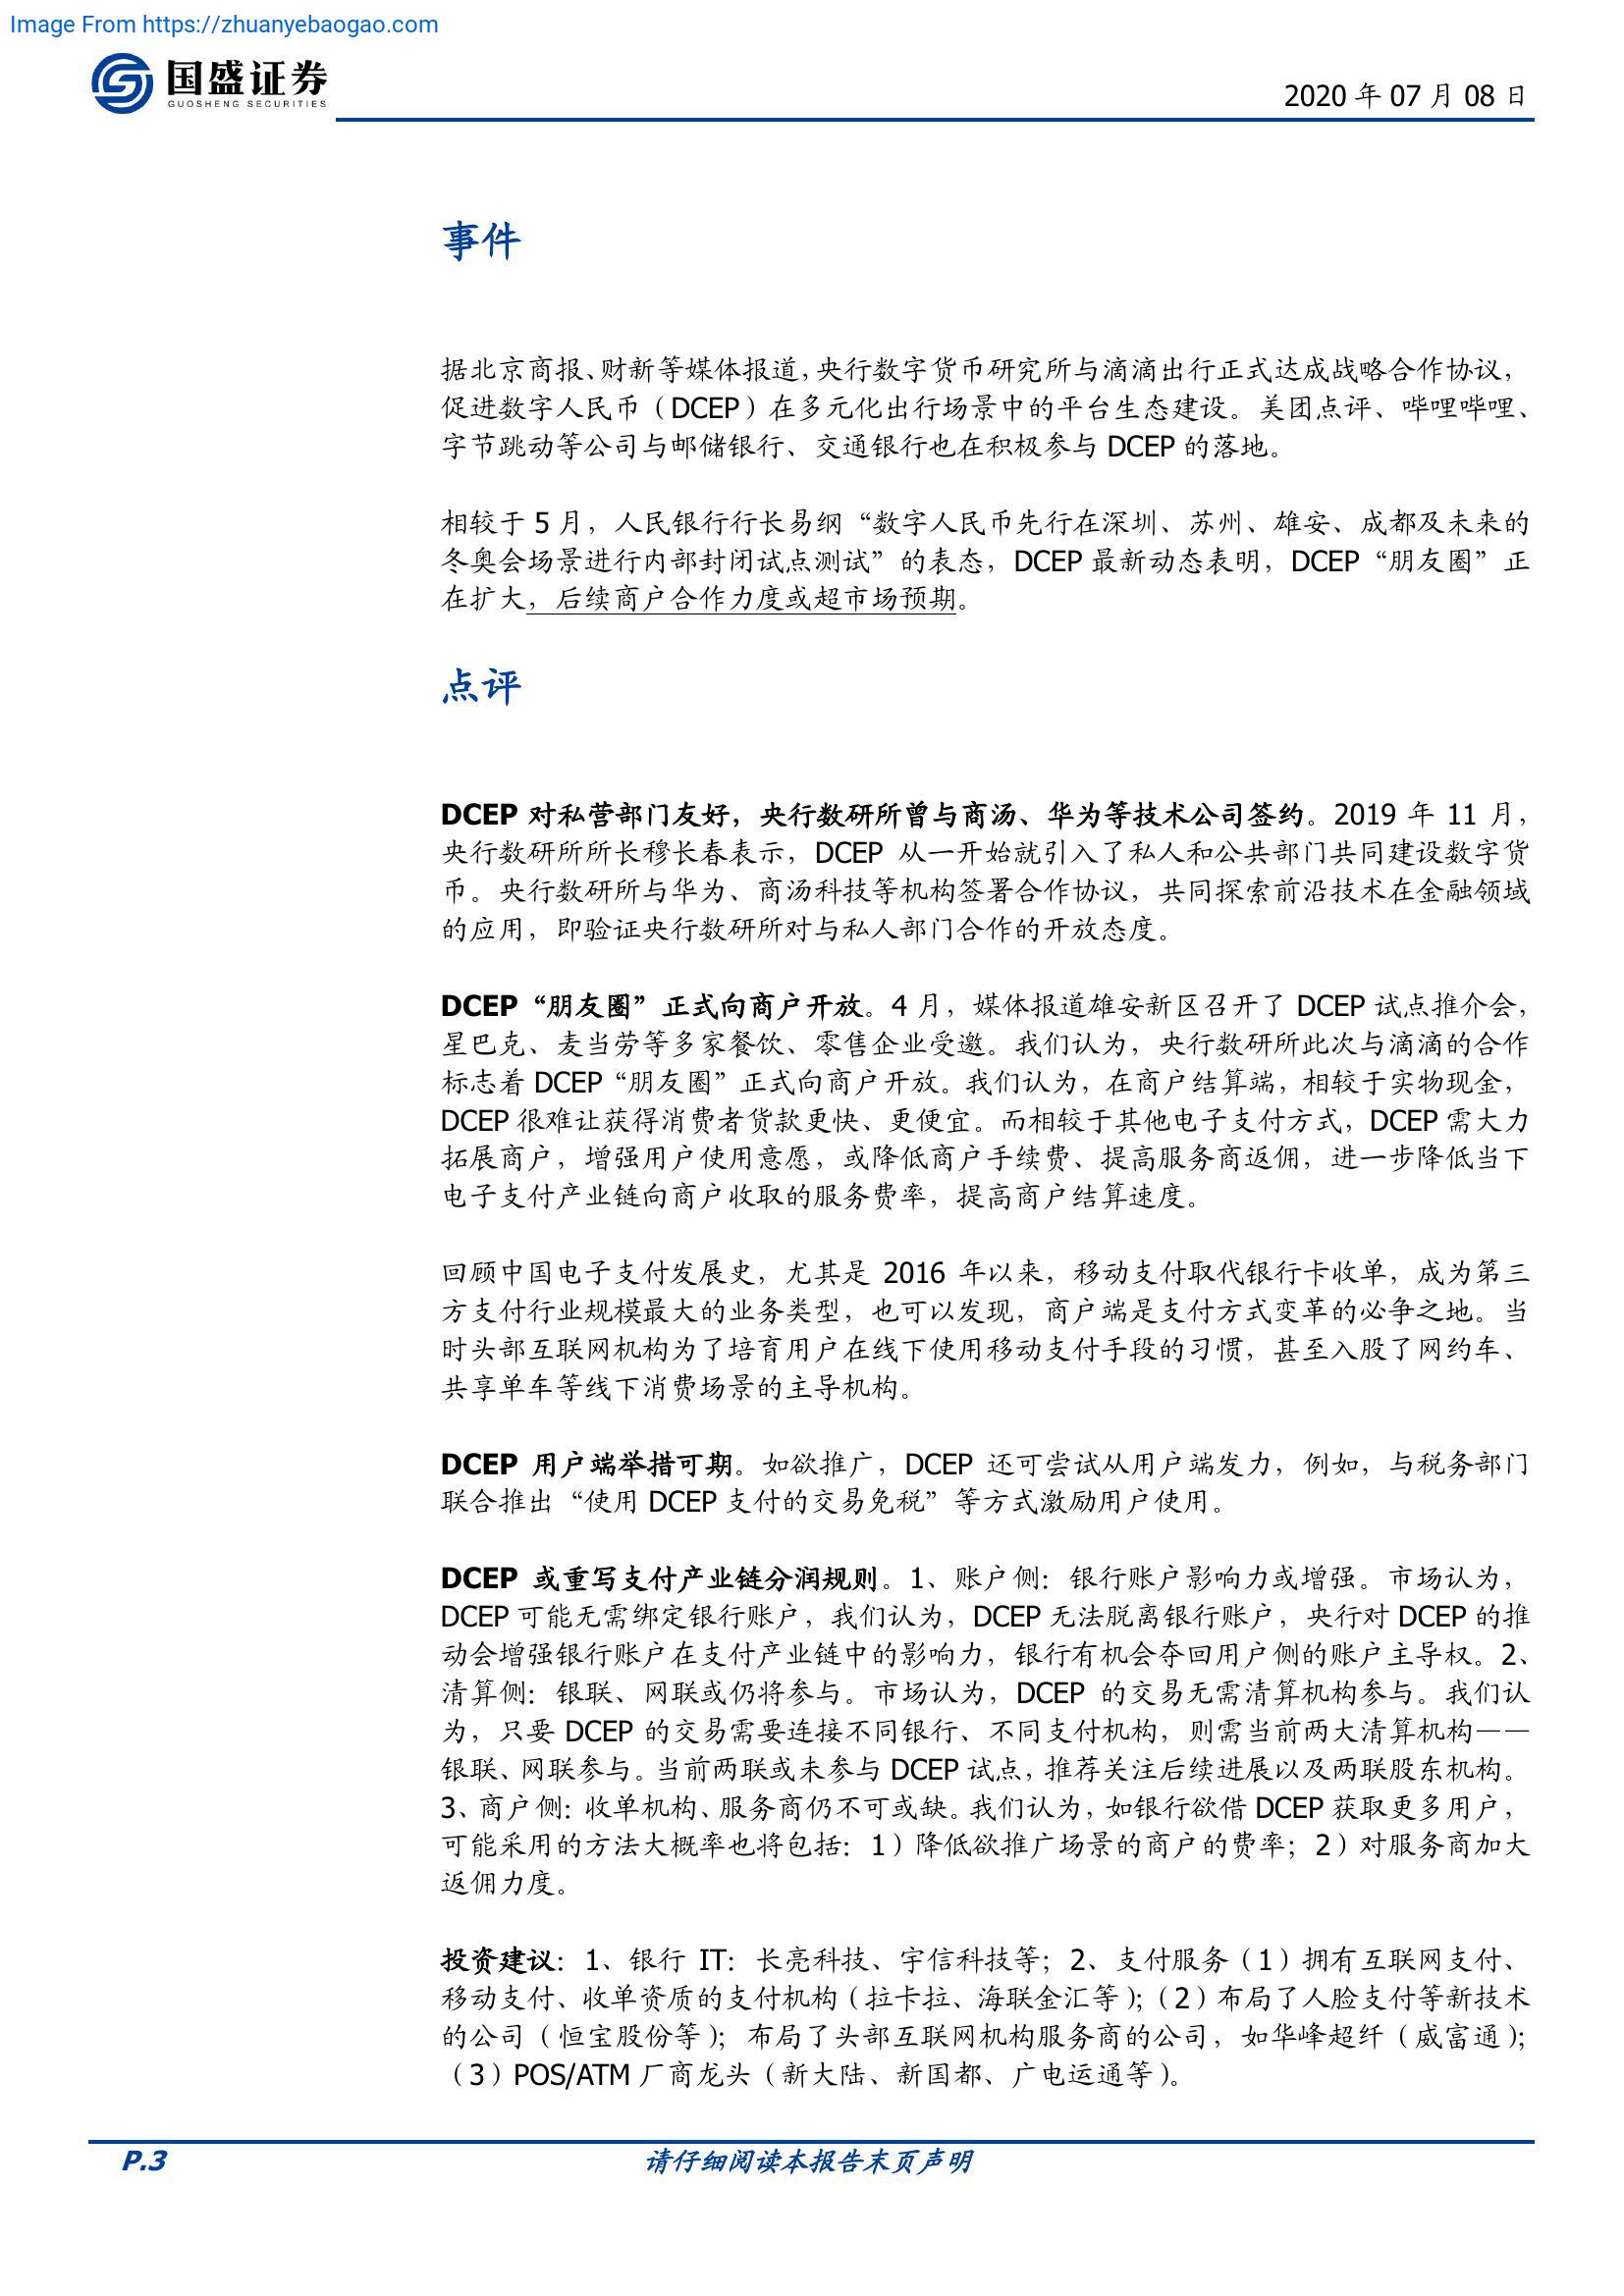 Image From https://zhuanyebaogao.com
国盛证券
GUOSHENG SECURITIES
2020 年 07 月 08 日
事件
据北京商报、财新等媒体报道，央行数字货币研究所与滴滴出行正式达成战略合作协议，
促进数字人民币（DCEP）在多元化出行场景中的平台生态建设。美团点评、哔哩哔哩、
字节跳动等公司与邮储银行、交通银行也在积极参与 DCEP 的落地。
相较于 5 月，人民银行行长易纲“数字人民币先行在深圳、苏州、雄安、成都及未来的
冬奥会场景进行内部封闭试点测试”的表态，DCEP 最新动态表明，DCEP“朋友圈”正
在扩大，后续商户合作力度或超市场预期。
点评
DCEP 对私营部门友好，央行数研所曾与商汤、华为等技术公司签约。2019 年 11 月，
央行数研所所长穆长春表示，DCEP 从一开始就引入了私人和公共部门共同建设数字货
币。央行数研所与华为、商汤科技等机构签署合作协议，共同探索前沿技术在金融领域
的应用，即验证央行数研所对与私人部门合作的开放态度。
DCEP“朋友圈”正式向商户开放。4 月，媒体报道雄安新区召开了 DCEP 试点推介会，
星巴克、麦当劳等多家餐饮、零售企业受邀。我们认为，央行数研所此次与滴滴的合作
标志着 DCEP“朋友圈”正式向商户开放。我们认为，在商户结算端，相较于实物现金，
DCEP 很难让获得消费者货款更快、更便宜。而相较于其他电子支付方式，DCEP 需大力
拓展商户，增强用户使用意愿，或降低商户手续费、提高服务商返佣，进一步降低当下
电子支付产业链向商户收取的服务费率，提高商户结算速度。
回顾中国电子支付发展史，尤其是 2016 年以来，移动支付取代银行卡收单，成为第三
方支付行业规模最大的业务类型，也可以发现，商户端是支付方式变革的必争之地。当
时头部互联网机构为了培育用户在线下使用移动支付手段的习惯，甚至入股了网约车、
共享单车等线下消费场景的主导机构。
DCEP 用户端举措可期。如欲推广，DCEP 还可尝试从用户端发力，例如，与税务部门
联合推出“使用 DCEP 支付的交易免税”等方式激励用户使用。
DCEP 或重写支付产业链分润规则。1、账户侧：银行账户影响力或增强。市场认为，
DCEP 可能无需绑定银行账户，我们认为，DCEP 无法脱离银行账户，央行对 DCEP 的推
动会增强银行账户在支付产业链中的影响力，银行有机会夺回用户侧的账户主导权。2、
清算侧：银联、网联或仍将参与。市场认为，DCEP 的交易无需清算机构参与。我们认
为，只要 DCEP 的交易需要连接不同银行、不同支付机构，则需当前两大清算机构——
银联、网联参与。当前两联或未参与 DCEP 试点，推荐关注后续进展以及两联股东机构。
3、商户侧：收单机构、服务商仍不可或缺。我们认为，如银行欲借 DCEP 获取更多用户，
可能采用的方法大概率也将包括：1）降低欲推广场景的商户的费率；2）对服务商加大
返佣力度。
投资建议：1、银行 IT：长亮科技、宇信科技等；2、支付服务（1）拥有互联网支付、
移动支付、收单资质的支付机构（拉卡拉、海联金汇等）；（2）布局了人脸支付等新技术
的公司（恒宝股份等）；布局了头部互联网机构服务商的公司，如华峰超纤（威富通）；
（3）POS/ATM 厂商龙头（新大陆、新国都、广电运通等）。
P.3
请仔细阅读本报告末页声明